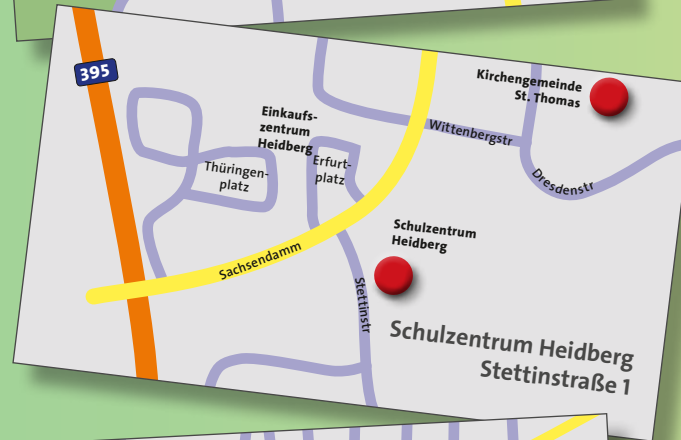 395
Kirchengemeinde
St. Thomas
Einkaufs-
zentrum
Heidberg
Wittenbergstr
Erfurt-
platz
Thüringen-
platz
Dresdenstr
Schulzentrum
Heidberg
Sachsendamm
Stettinstr
Schulzentrum Heidberg
Stettinstraße 1